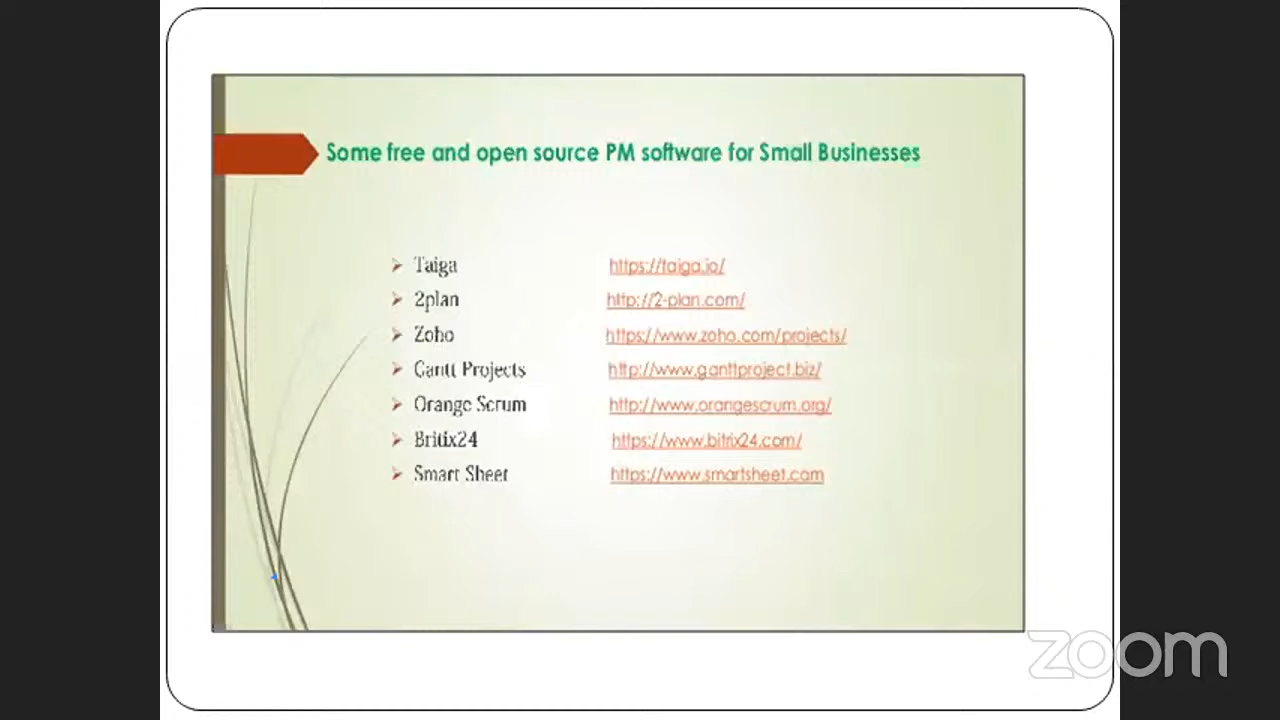 Some free and open source PM software for Small Businesses
Taiga https://taiga.io/
2plan http://2-plan.com/
Zoho https://www.zoho.com/projects/
Gantt Projects http://www.ganttproject.biz/
Orange Scrum http://www.orangescrum.org/
Britix24 https://www.bitrix24.com/
Smart Sheet https://www.smartsheet.com
zoom